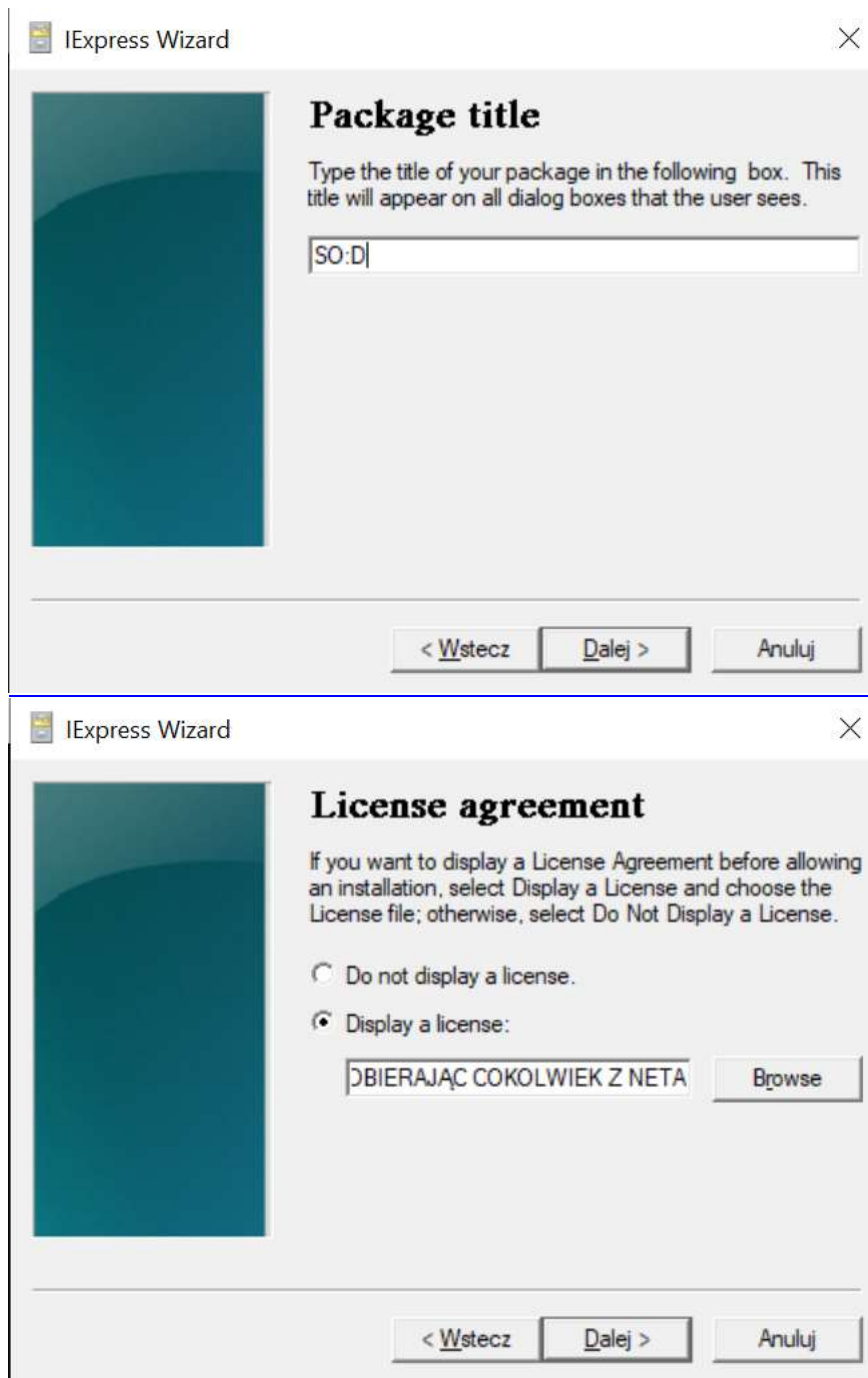 IExpress Wizard
Package title
Type the title of your package in the following box. This
title will appear on all dialog boxes that the user sees.
SO:D
< Wstecz
Dalej >
Anuluj
IExpress Wizard
License agreement
If you want to display a License Agreement before allowing
an installation, select Display a License and choose the
License file; otherwise, select Do Not Display a License.
Do not display a license.
Display a license:
OBIERAJĄC COKOLWIEK Z NETA
Browse
< Wstecz
Dalej >
Anuluj